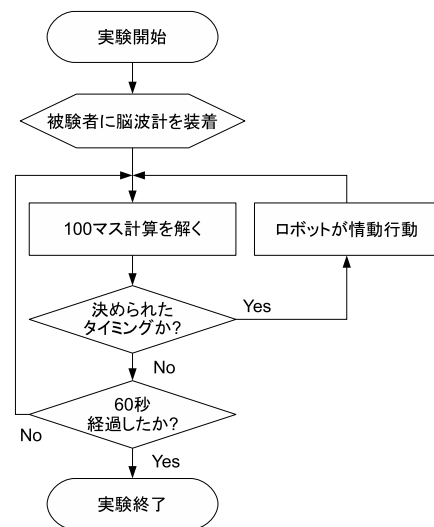 実験開始
被験者に脳波計を装着
100マス計算を解く
ロボットが情動行動
決められた
タイミングか?
Yes
No
60秒
経過したか?
No
Yes
実験終了